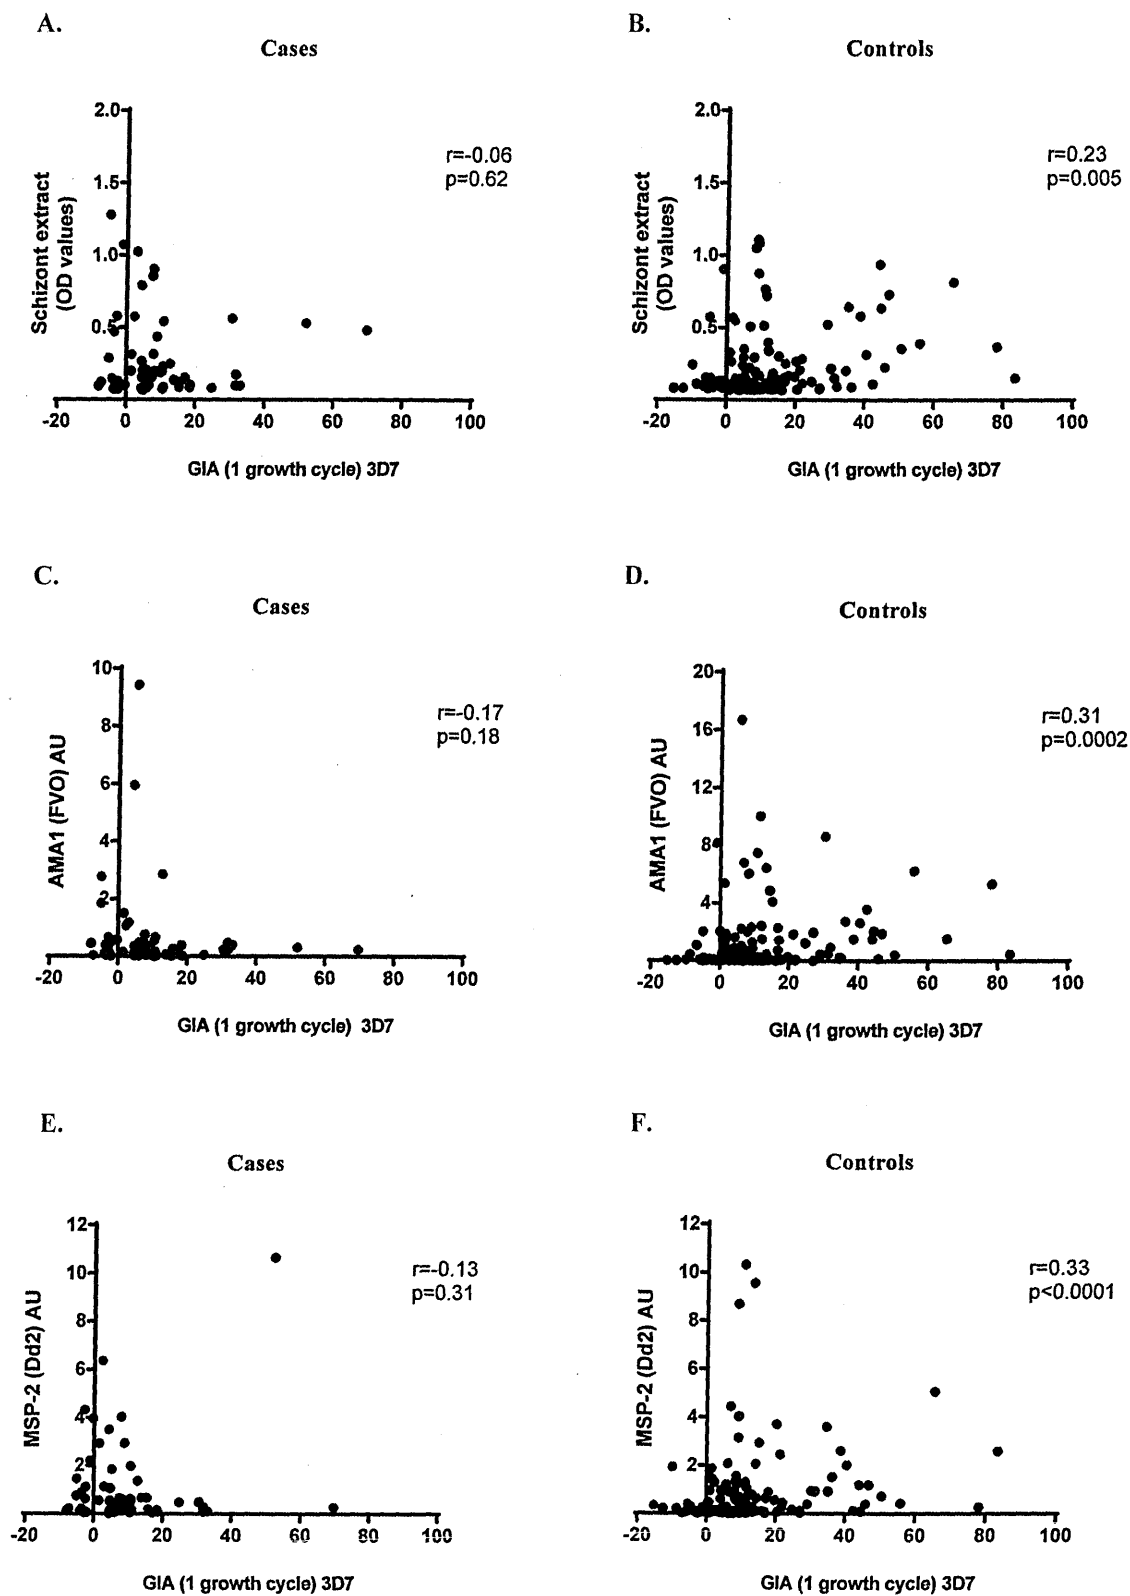 A.
Cases
2.0
1.5
1.0
0.5
Schizont extract
(OD values)
r=-0.06
p=0.62
-20 0 20 40 60 80 100
GIA (1 growth cycle) 3D7
B.
Controls
2.0
1.5
1.0
0.5
Schizont extract
(OD values)
r=0.23
p=0.005
-20 0 20 40 60 80 100
GIA (1 growth cycle) 3D7
C.
Cases
10
8
6
4
2
AMA1 (FVO) AU
r=-0.17
p=0.18
-20 0 20 40 60 80 100
GIA (1 growth cycle) 3D7
D.
Controls
20
16
12
8
4
AMA1 (FVO) AU
r=0.31
p=0.0002
-20 0 20 40 60 80 100
GIA (1 growth cycle) 3D7
E.
Cases
12
10
8
6
4
2
MSP-2 (Dd2) AU
r=-0.13
p=0.31
-20 0 20 40 60 80 100
GIA (1 growth cycle) 3D7
F.
Controls
12
10
8
6
4
2
MSP-2 (Dd2) AU
r=0.33
p<0.0001
-20 0 20 40 60 80 100
GIA (1 growth cycle) 3D7